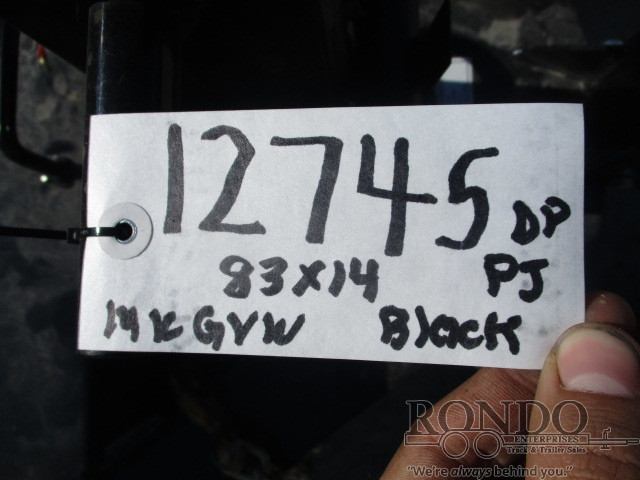 12745 DP
83x14 PJ
14K GVW Black
RONDO
ENTERPRISES
Truck & Trailer Sales
"We're always behind you."